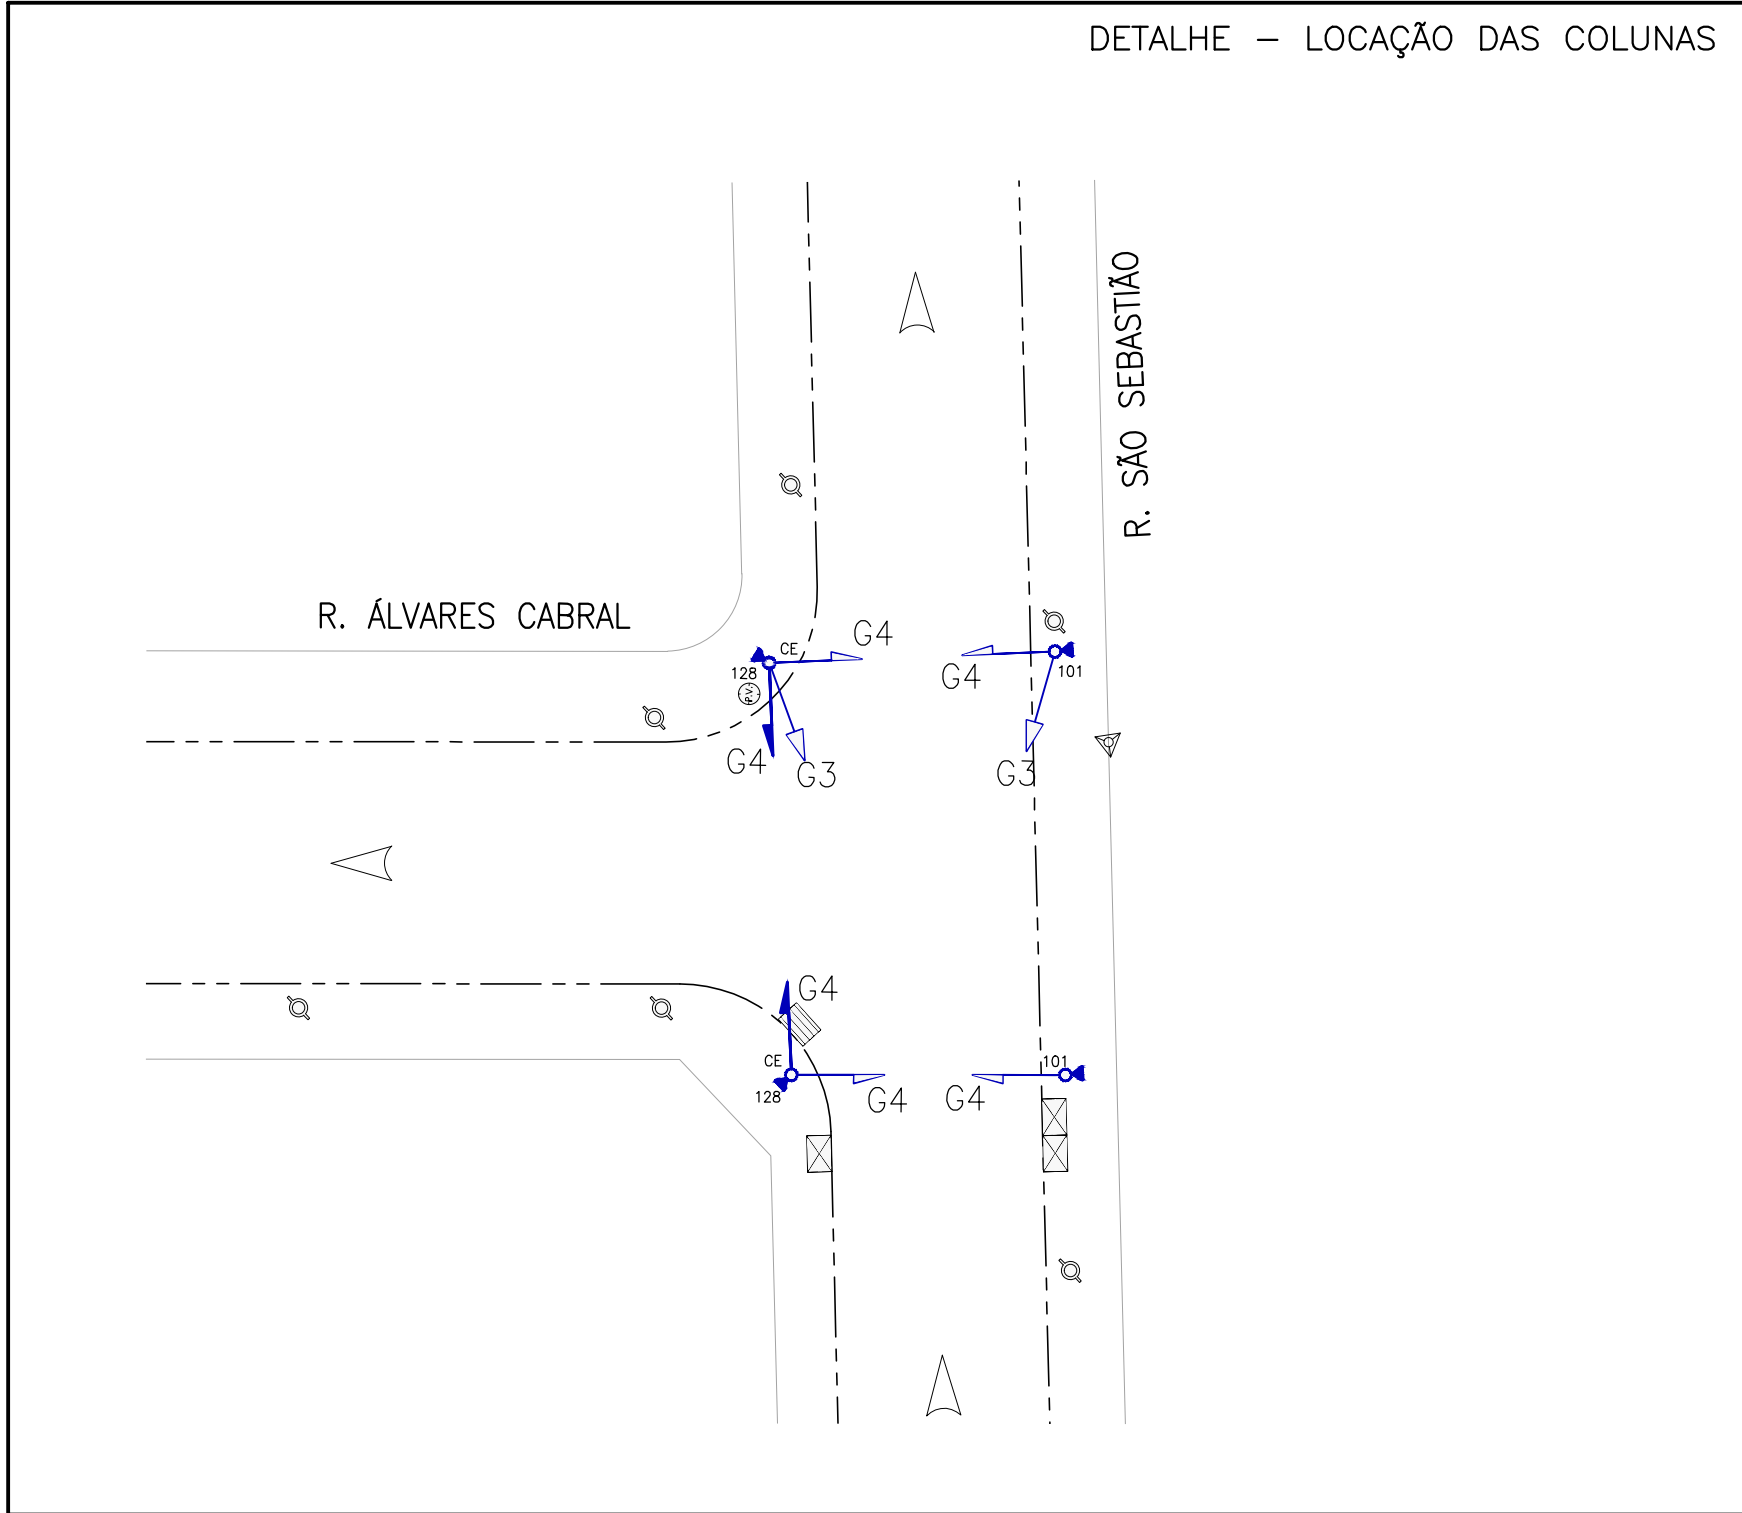 DETALHE – LOCAÇÃO DAS COLUNAS
R. SÃO SEBASTIÃO
R. ÁLVARES CABRAL
CE
G4
128
P.V.
G4
101
G4
G3
G3
G4
CE
128
G4
101
G4